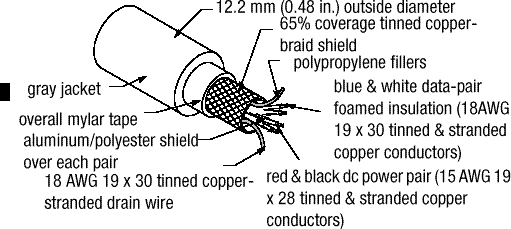 12.2 mm (0.48 in.) outside diameter
65% coverage tinned copper-
braid shield
polypropylene fillers
gray jacket
blue & white data-pair
foamed insulation (18AWG
19 x 30 tinned & stranded
copper conductors)
overall mylar tape
aluminum/polyester shield
over each pair
18 AWG 19 x 30 tinned copper-
stranded drain wire
red & black dc power pair (15 AWG 19
x 28 tinned & stranded copper
conductors)